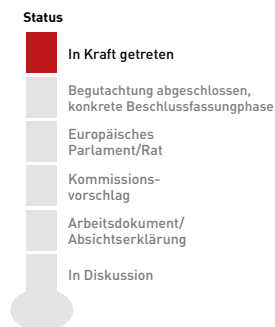 Status
In Kraft getreten
Begutachtung abgeschlossen,
konkrete Beschlussfassungphase
Europäisches
Parlament/Rat
Kommissions-
vorschlag
Arbeitsdokument/
Absichtserklärung
In Diskussion